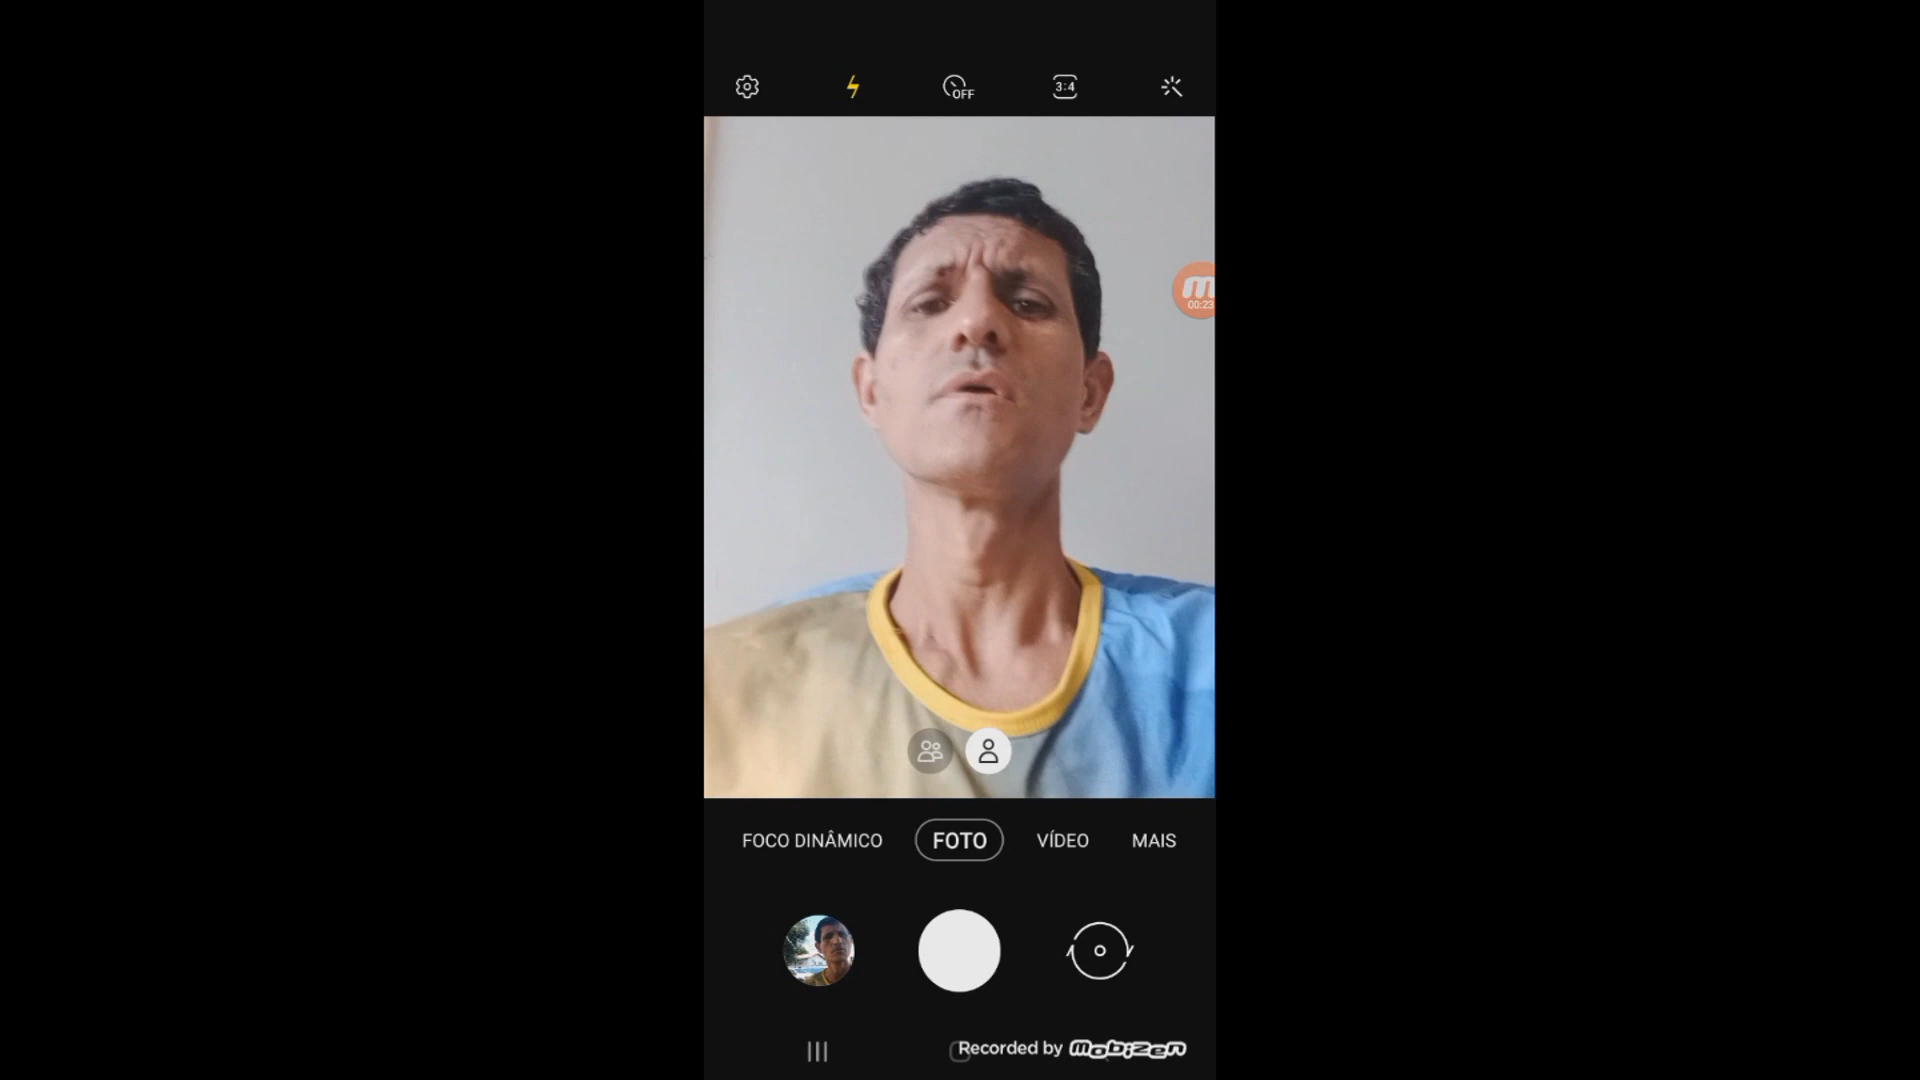 OFF
3:4
00:23
FOCO DINÂMICO
FOTO
VÍDEO
MAIS
Recorded by Mobizen